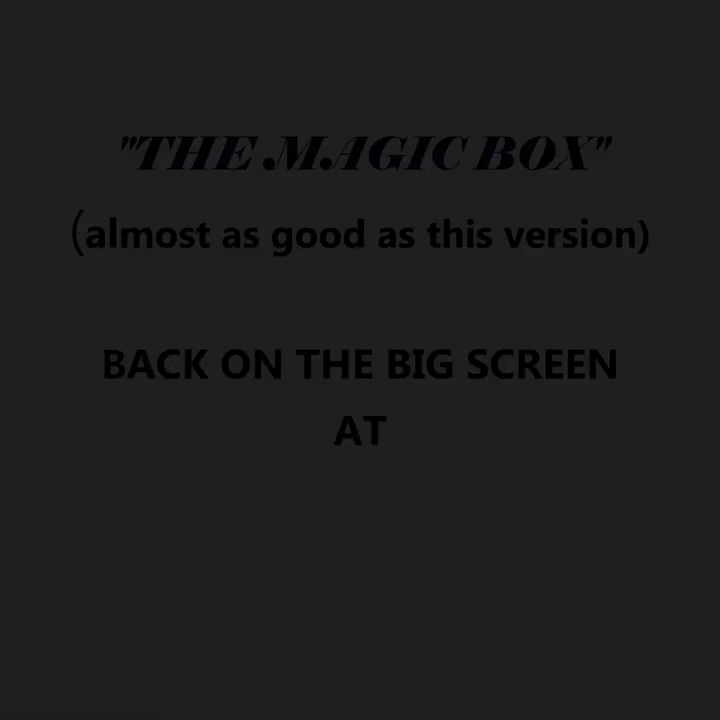 "THE MAGIC BOX"
(almost as good as this version)
BACK ON THE BIG SCREEN
AT